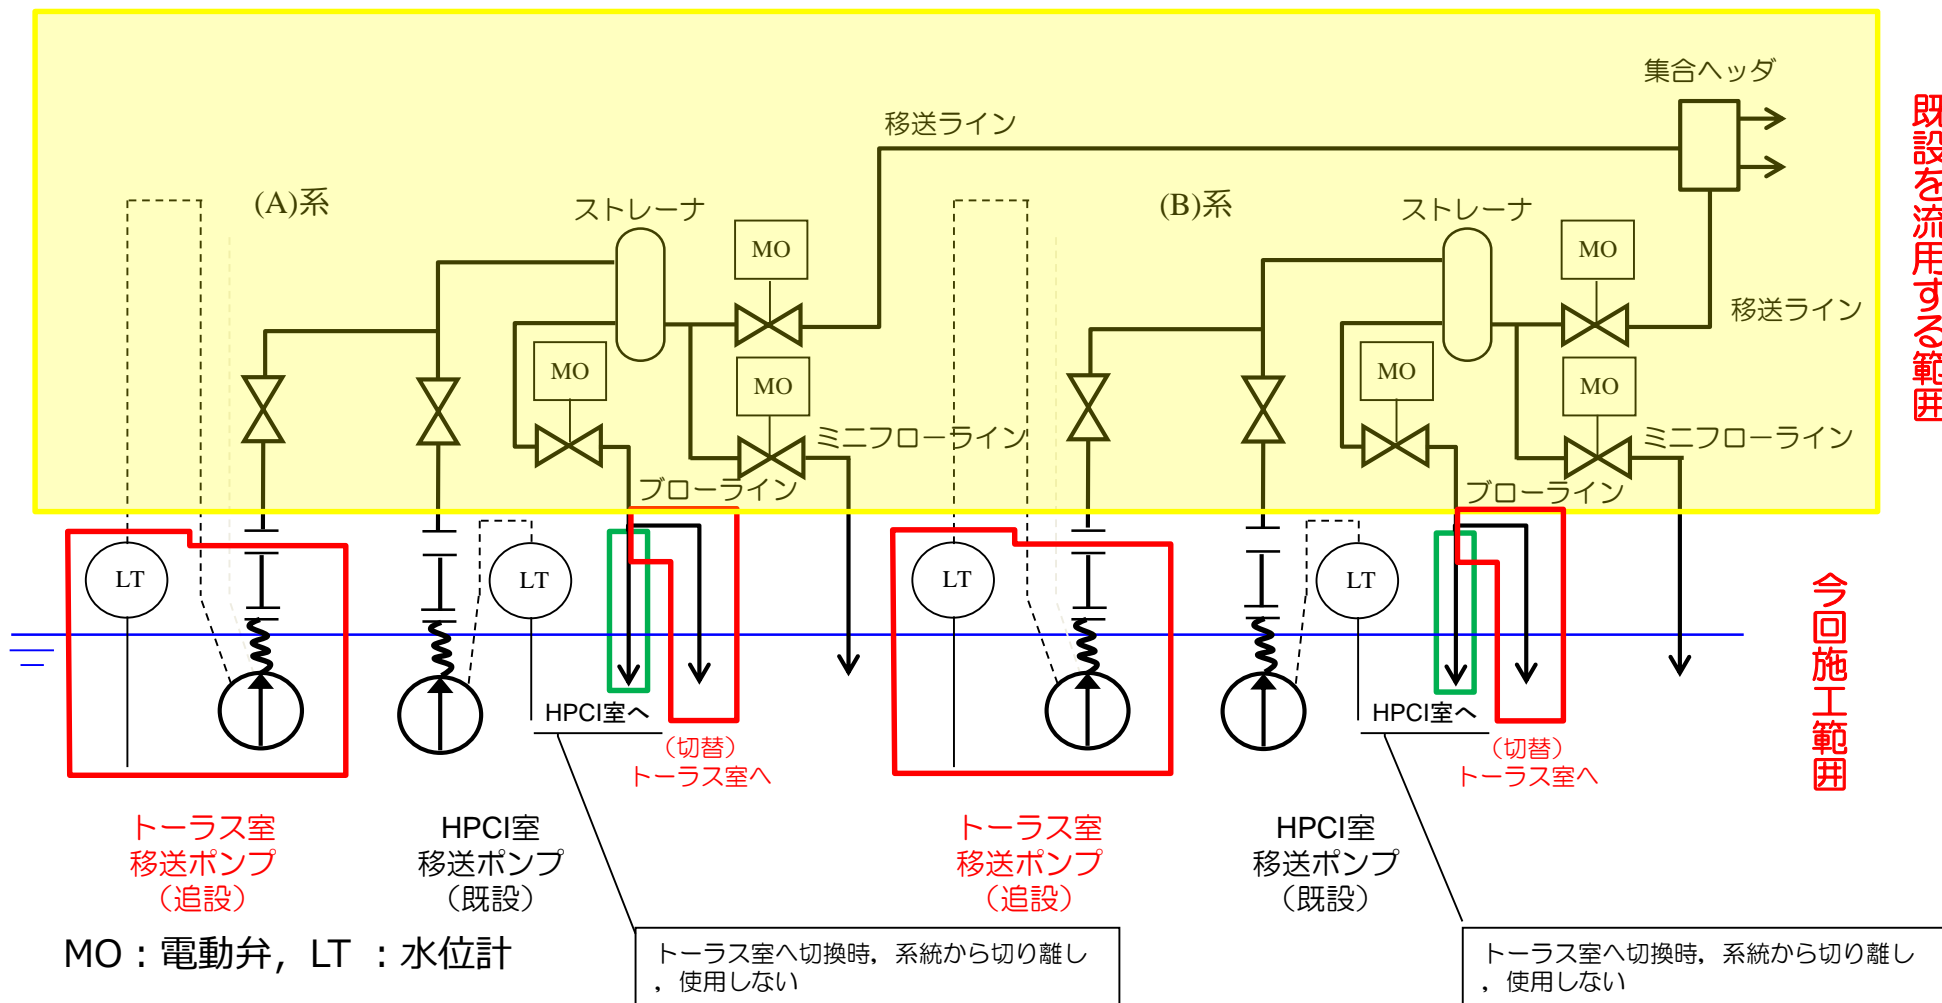 集合ヘッダ
移送ライン
(A)系
ストレーナ
MO
MO
MO
ミニフローライン
ブローライン
(B)系
ストレーナ
MO
移送ライン
MO
MO
ミニフローライン
ブローライン
既設を流用する範囲
LT
LT
LT
LT
HPCI室へ
(切替)
トーラス室へ
HPCI室へ
(切替)
トーラス室へ
今回施工範囲
トーラス室
移送ポンプ
(追設)
HPCI室
移送ポンプ
(既設)
トーラス室
移送ポンプ
(追設)
HPCI室
移送ポンプ
(既設)
MO：電動弁, LT ：水位計
トーラス室へ切換時, 系統から切り離し
, 使用しない
トーラス室へ切換時, 系統から切り離し
, 使用しない